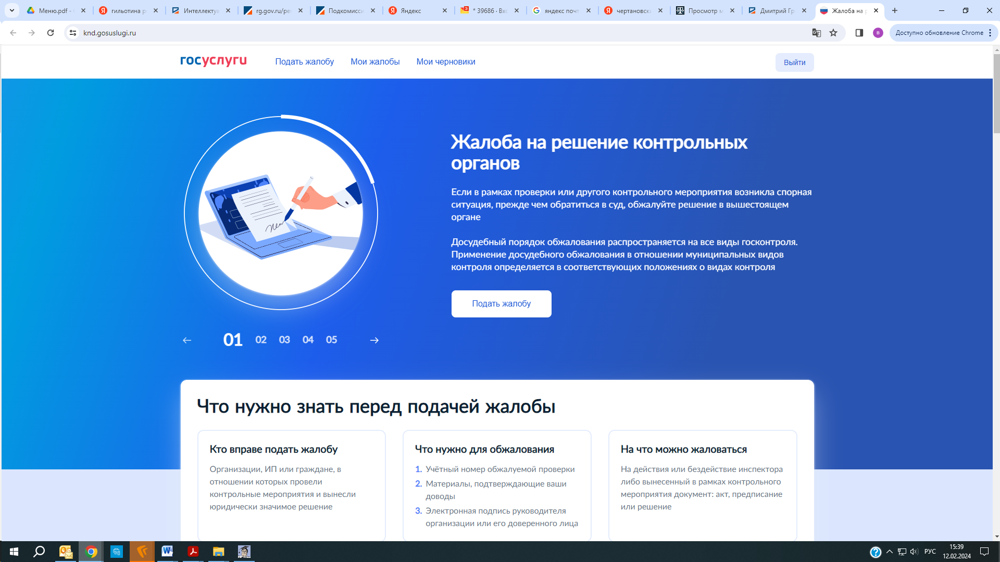 Меню.pdf -
гильотина р
Интеллектуа
rg.gov.ru/pe
Подкомисси
Яндекс
* 39686 · Вхо
яндекс почт
чертановски
Просмотр м
Дмитрий Гр
Жалоба на р
knd.gosuslugi.ru
В
Доступно обновление Chrome
госуслуги
Подать жалобу
Мои жалобы
Мои черновики
Выйти
Жалоба на решение контрольных
органов
Если в рамках проверки или другого контрольного мероприятия возникла спорная
ситуация, прежде чем обратиться в суд, обжалуйте решение в вышестоящем
органе
Досудебный порядок обжалования распространяется на все виды госконтроля.
Применение досудебного обжалования в отношении муниципальных видов
контроля определяется в соответствующих положениях о видах контроля
Подать жалобу
01 02 03 04 05
Что нужно знать перед подачей жалобы
Кто вправе подать жалобу
Организации, ИП или граждане, в
отношении которых провели
контрольные мероприятия и вынесли
юридически значимое решение
Что нужно для обжалования
1. Учётный номер обжалуемой проверки
2. Материалы, подтверждающие ваши
доводы
3. Электронная подпись руководителя
организации или его доверенного лица
На что можно жаловаться
На действия или бездействие инспектора
либо вынесенный в рамках контрольного
мероприятия документ: акт, предписание
или решение
РУС
15:39
12.02.2024